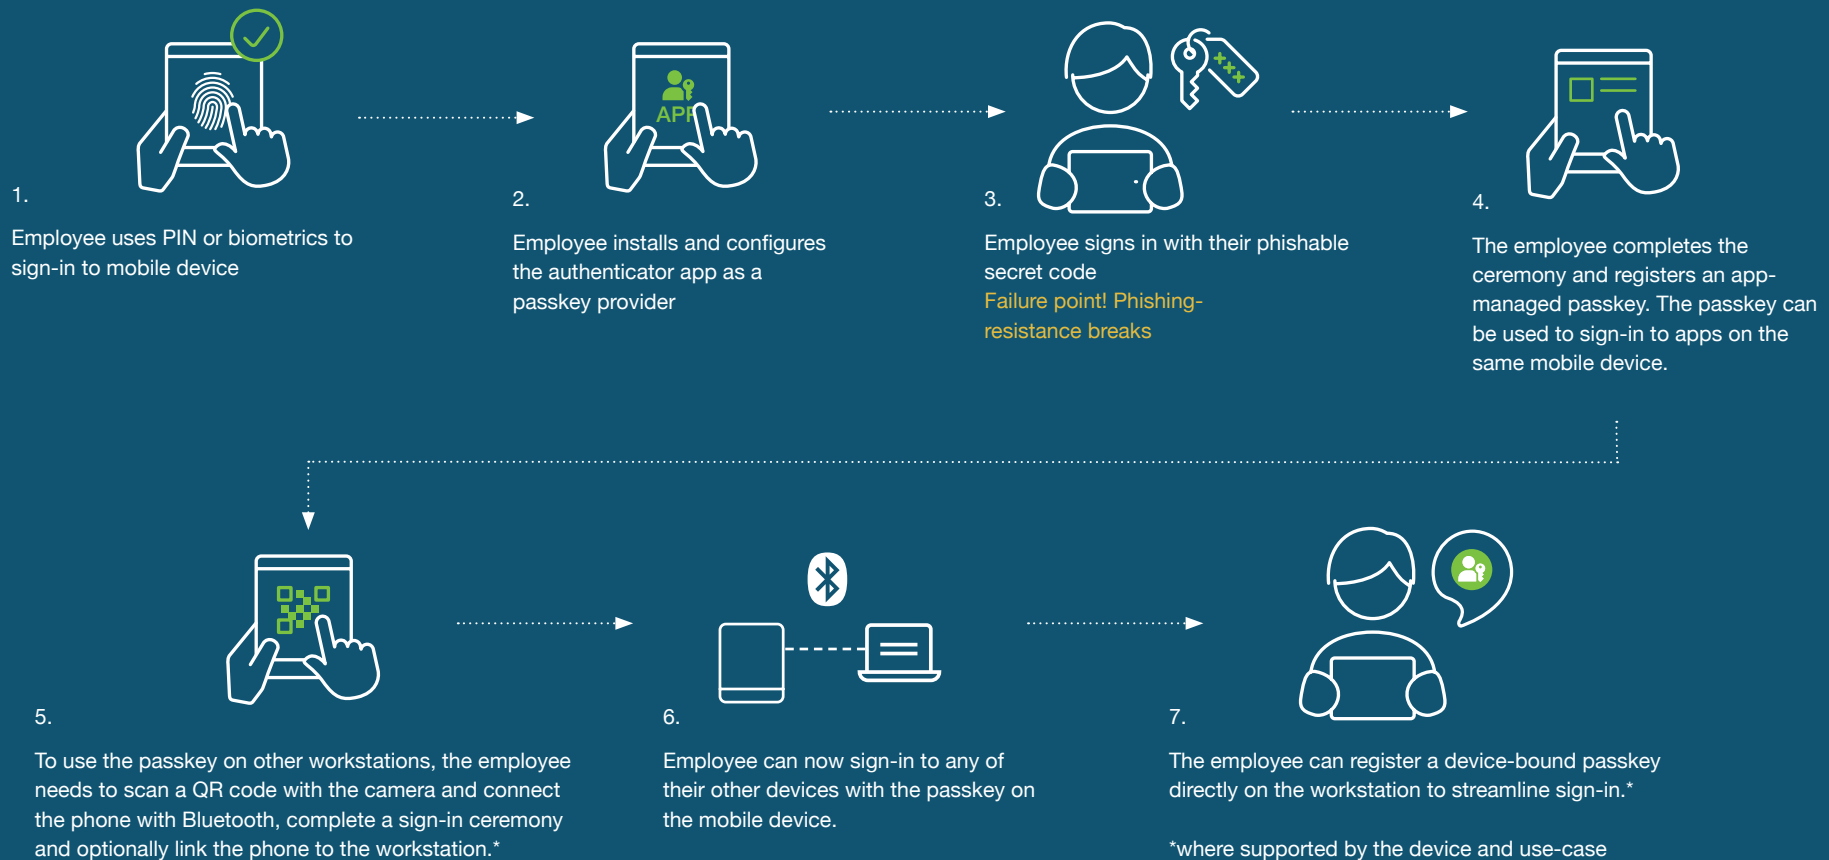 1.
Employee uses PIN or biometrics to
sign-in to mobile device
APP
2.
Employee installs and configures
the authenticator app as a
passkey provider
3.
Employee signs in with their phishable
secret code
Failure point! Phishing-
resistance breaks
4.
The employee completes the
ceremony and registers an app-
managed passkey. The passkey can
be used to sign-in to apps on the
same mobile device.
5.
To use the passkey on other workstations, the employee
needs to scan a QR code with the camera and connect
the phone with Bluetooth, complete a sign-in ceremony
and optionally link the phone to the workstation.*
6.
Employee can now sign-in to any of
their other devices with the passkey on
the mobile device.
7.
The employee can register a device-bound passkey
directly on the workstation to streamline sign-in.*
*where supported by the device and use-case